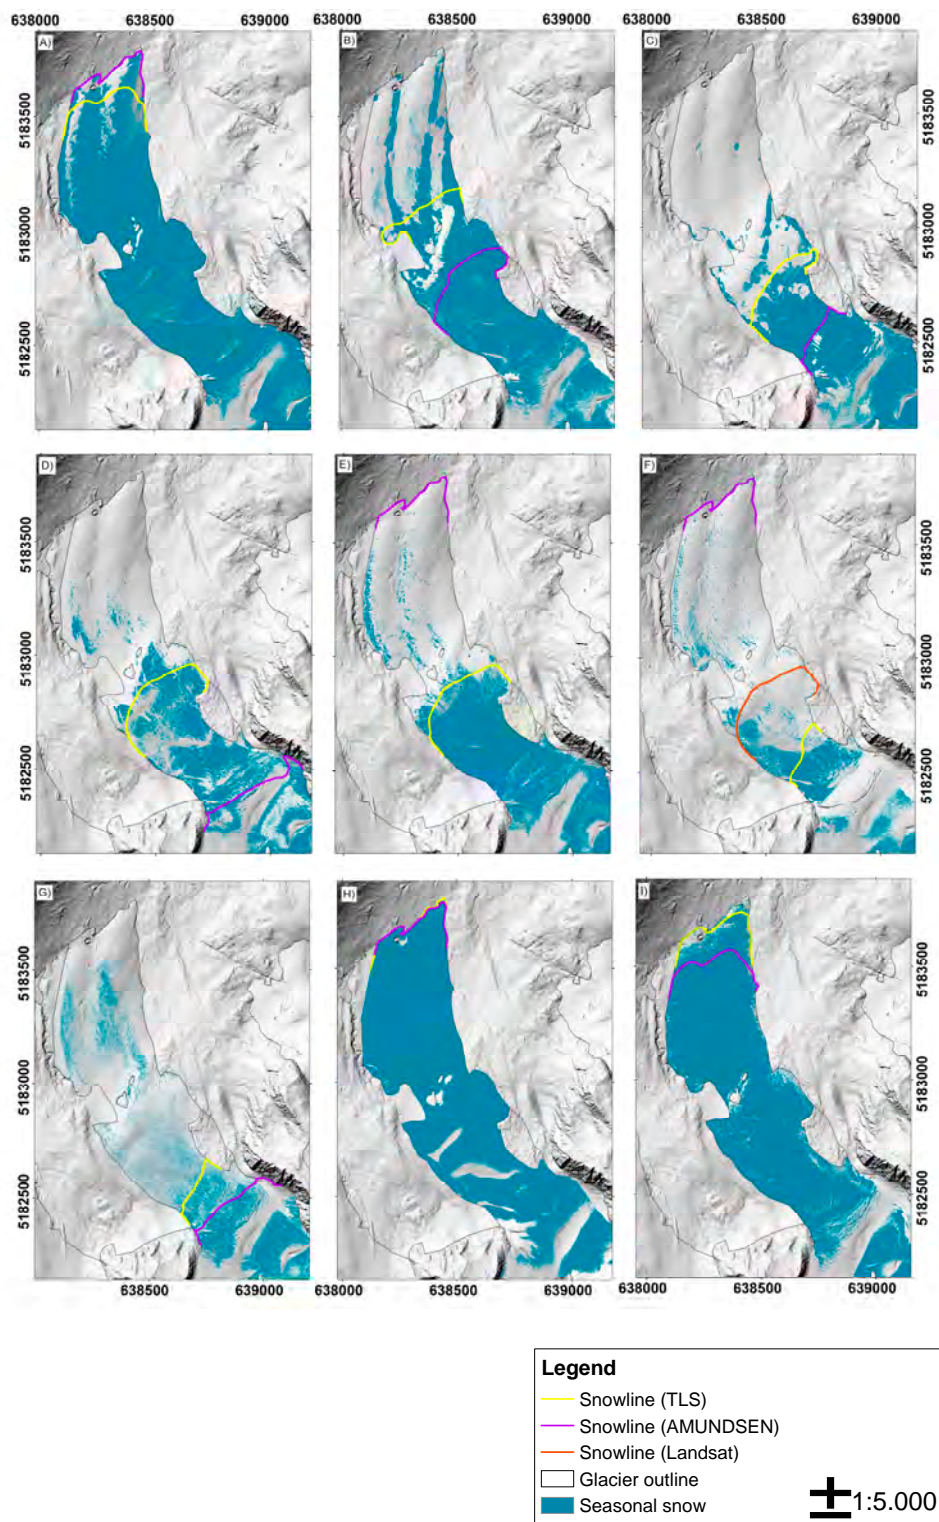 638000 638500 639000 638000 638500 639000 638000 638500 639000
A) B) C)
5183500 5183500
5183000 5183000
5182500 5182500
D) E) F)
5183500 5183500
5183000 5183000
5182500 5182500
G) H) I)
5183500 5183500
5183000 5183000
5182500 5182500
638500 639000 638000 638500 639000 638000 638500 639000
Legend
Snowline (TLS)
Snowline (AMUNDSEN)
Snowline (Landsat)
Glacier outline
Seasonal snow
1:5.000